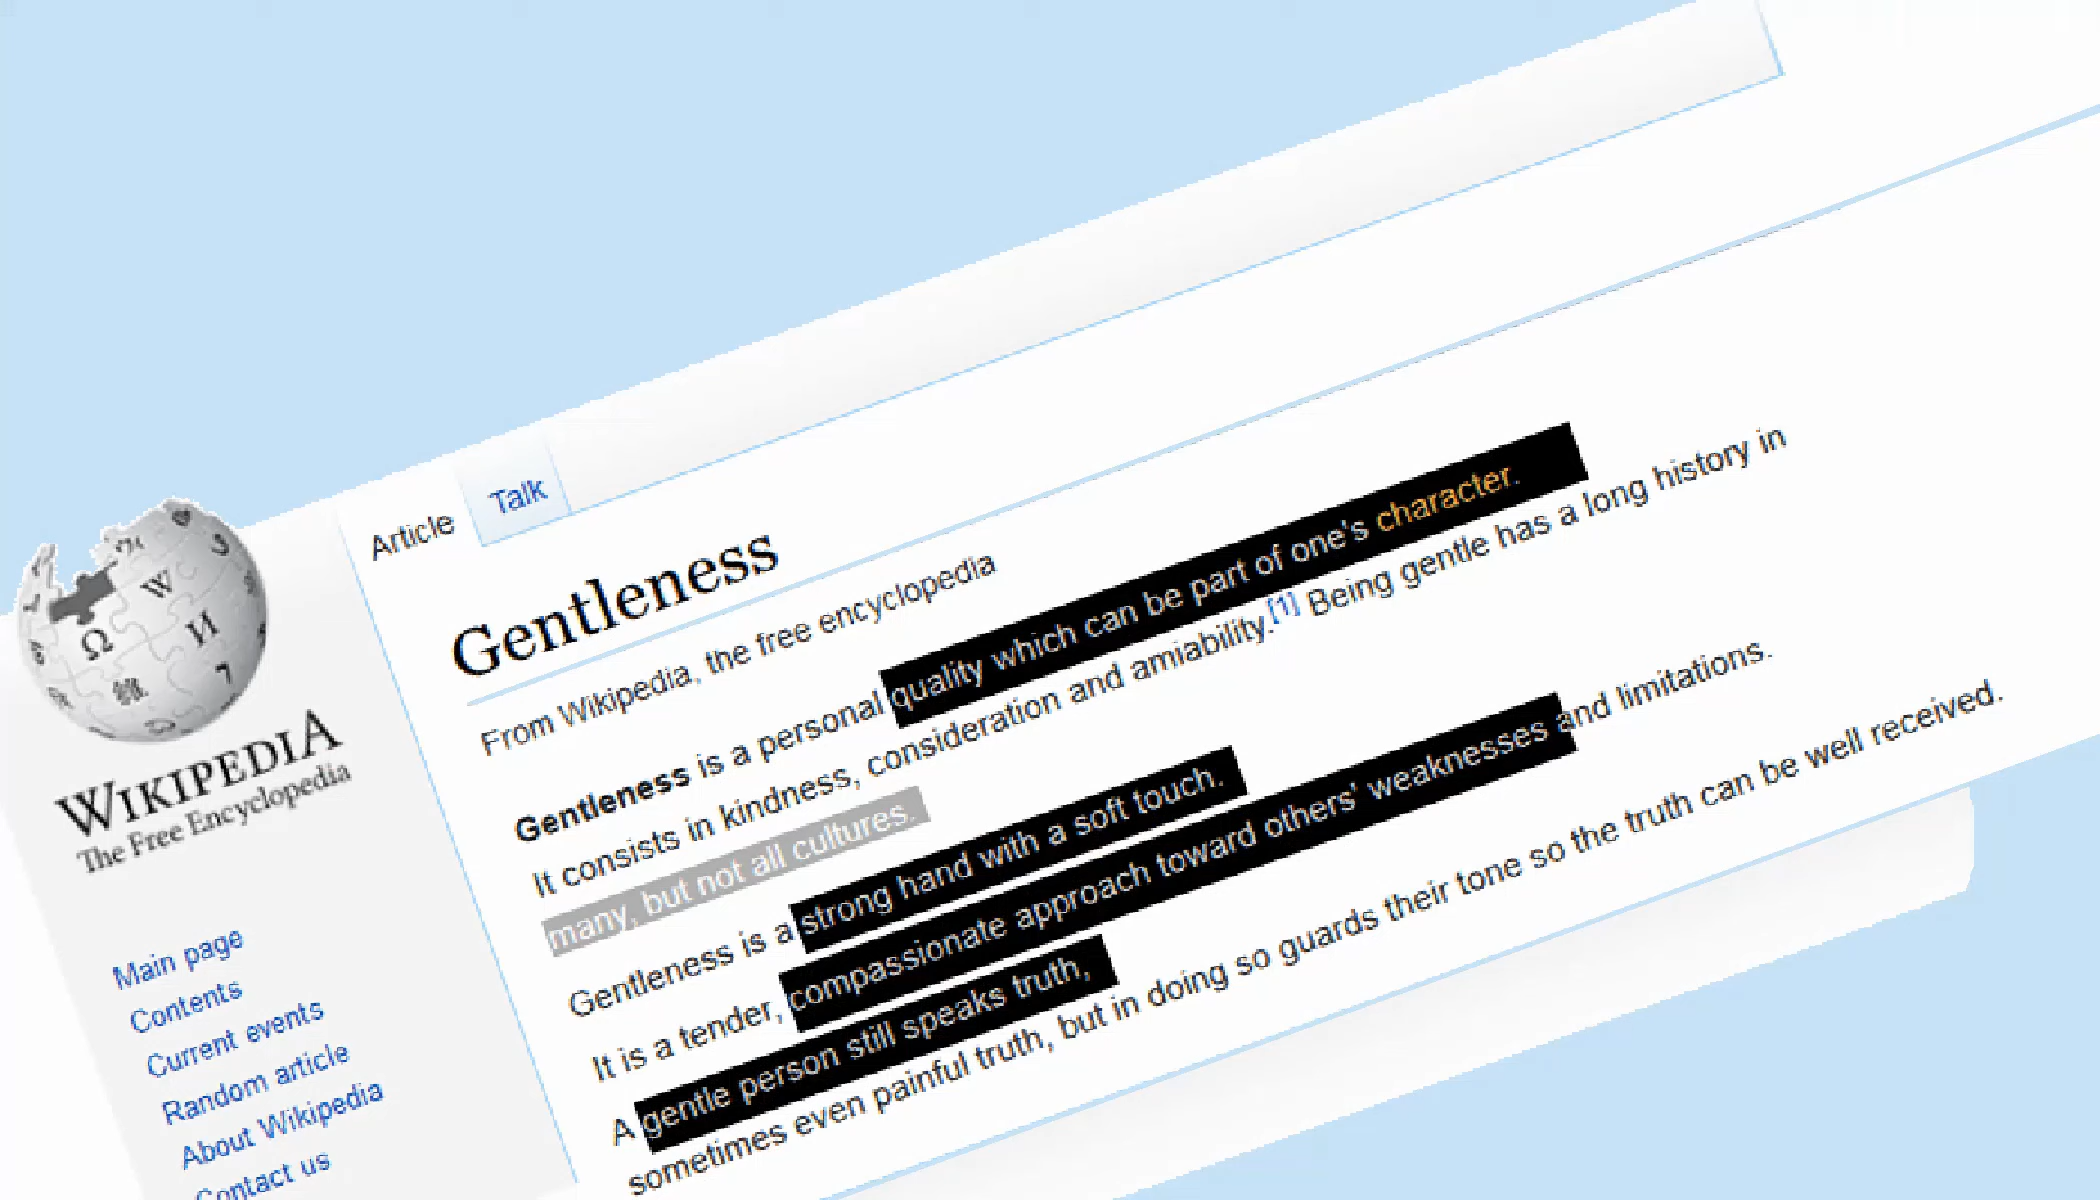 WIKIPEDIA
The Free Encyclopedia
Main page
Contents
Current events
Random article
About Wikipedia
Contact us
Article
Talk
Gentleness
From Wikipedia, the free encyclopedia
Gentleness is a personal quality which can be part of one's character.
It consists in kindness, consideration and amiability.[1] Being gentle has a long history in
many, but not all cultures.
Gentleness is a strong hand with a soft touch.
It is a tender, compassionate approach toward others' weaknesses and limitations.
A gentle person still speaks truth,
sometimes even painful truth, but in doing so guards their tone so the truth can be well received.